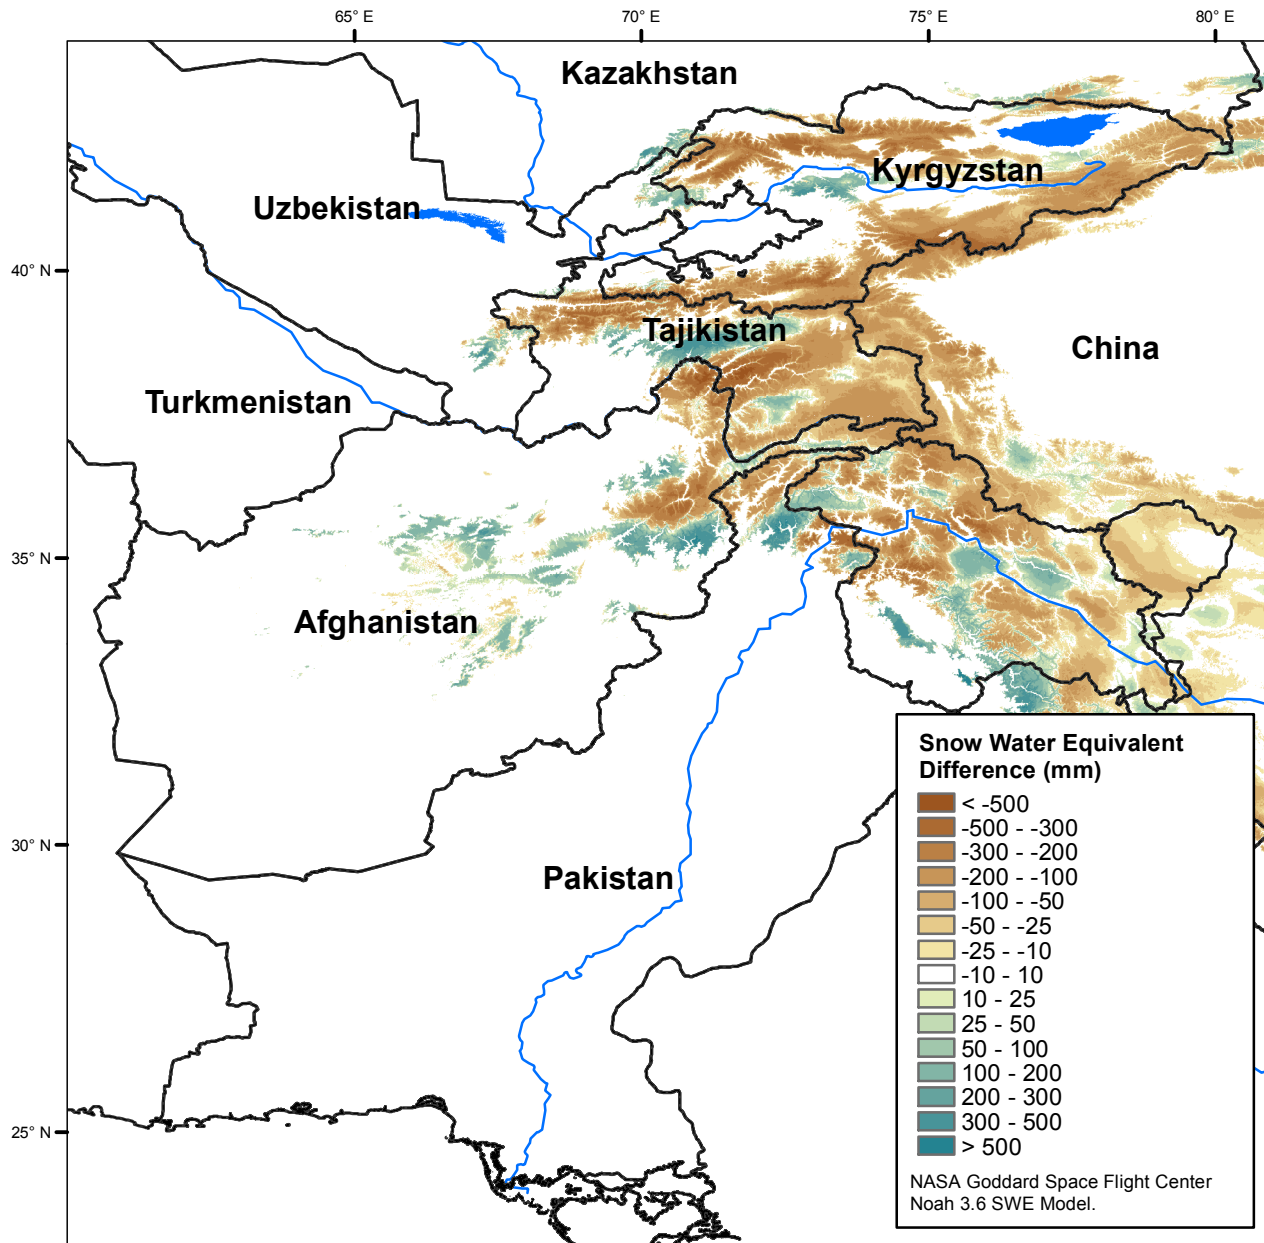 65° E
70° E
75° E
80° E
Kazakhstan
Kyrgyzstan
Uzbekistan
40° N
Tajikistan
China
Turkmenistan
35° N
Afghanistan
Snow Water Equivalent
Difference (mm)
< -500
-500 - -300
-300 - -200
-200 - -100
-100 - -50
-50 - -25
-25 - -10
-10 - 10
10 - 25
25 - 50
50 - 100
100 - 200
200 - 300
300 - 500
> 500
30° N
Pakistan
25° N
NASA Goddard Space Flight Center
Noah 3.6 SWE Model.